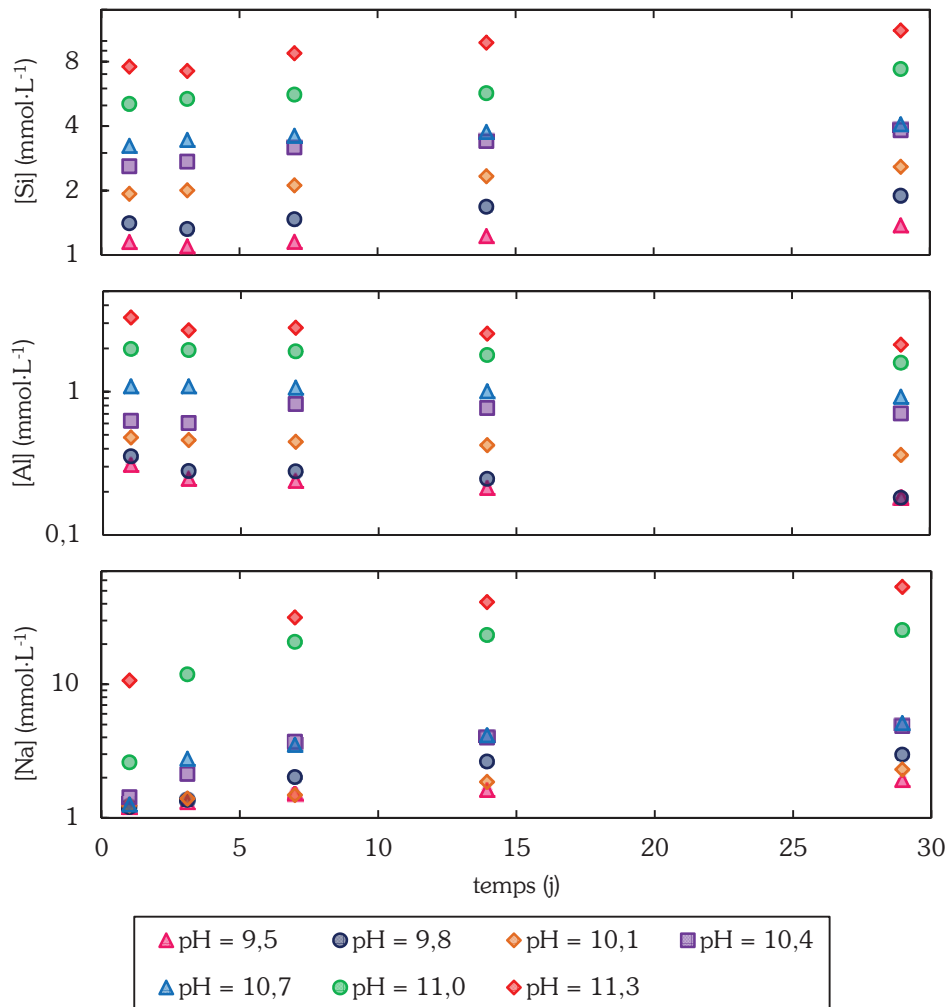 [Si] (mmol·L⁻¹)
8
4
2
1
[Al] (mmol·L⁻¹)
1
0,1
[Na] (mmol·L⁻¹)
10
1
0 5 10 15 20 25 30
temps (j)
pH = 9,5 pH = 9,8 pH = 10,1 pH = 10,4
pH = 10,7 pH = 11,0 pH = 11,3